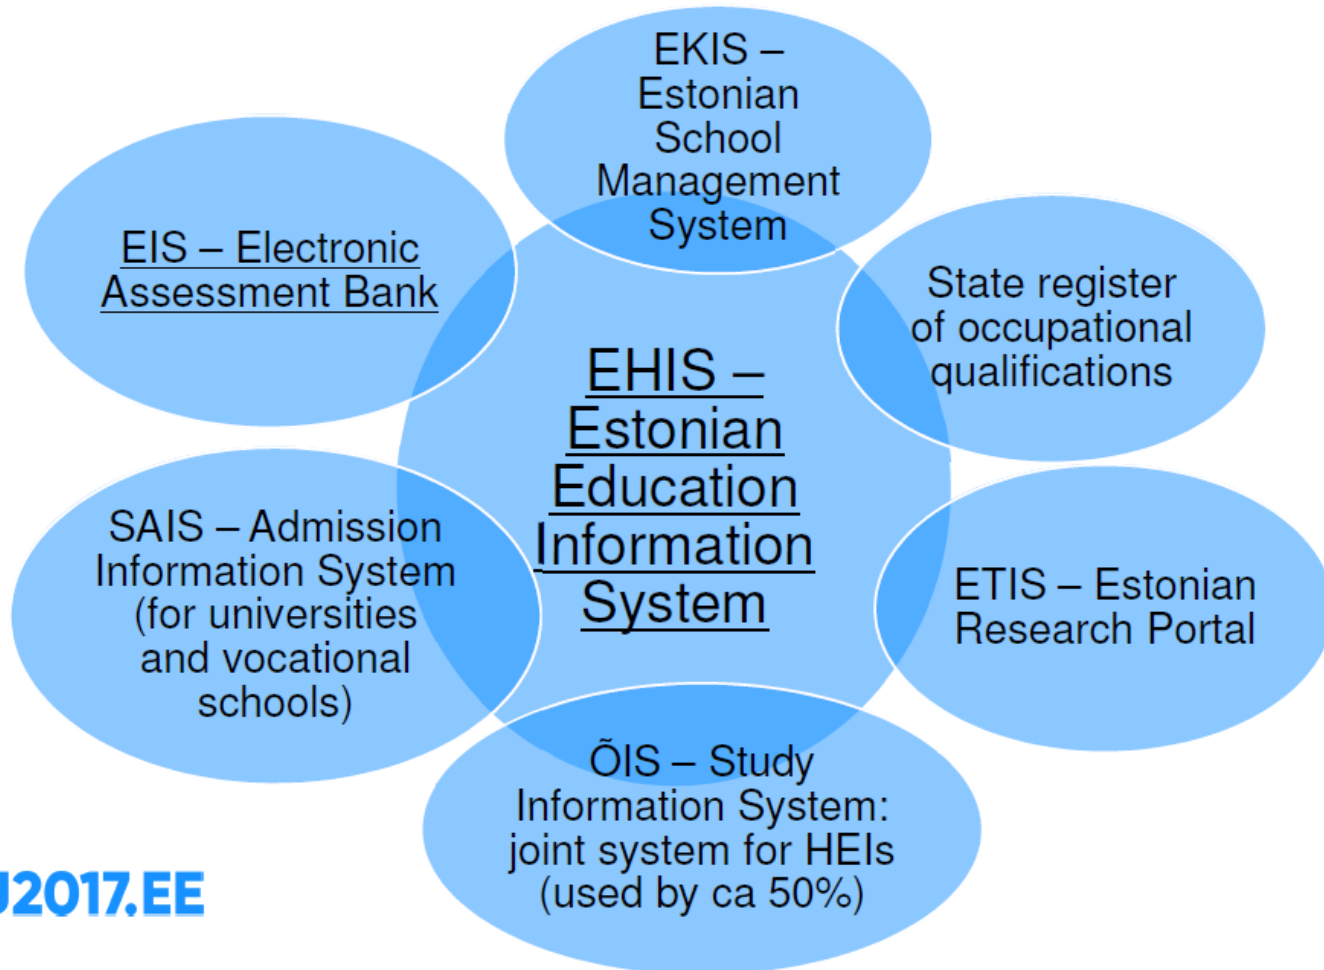 EKIS –
Estonian
School
Management
System
EIS – Electronic
Assessment Bank
State register
of occupational
qualifications
EHIS –
Estonian
Education
Information
System
SAIS – Admission
Information System
(for universities
and vocational
schools)
ETIS – Estonian
Research Portal
ÕIS – Study
Information System:
joint system for HEIs
(used by ca 50%)
J2017.EE